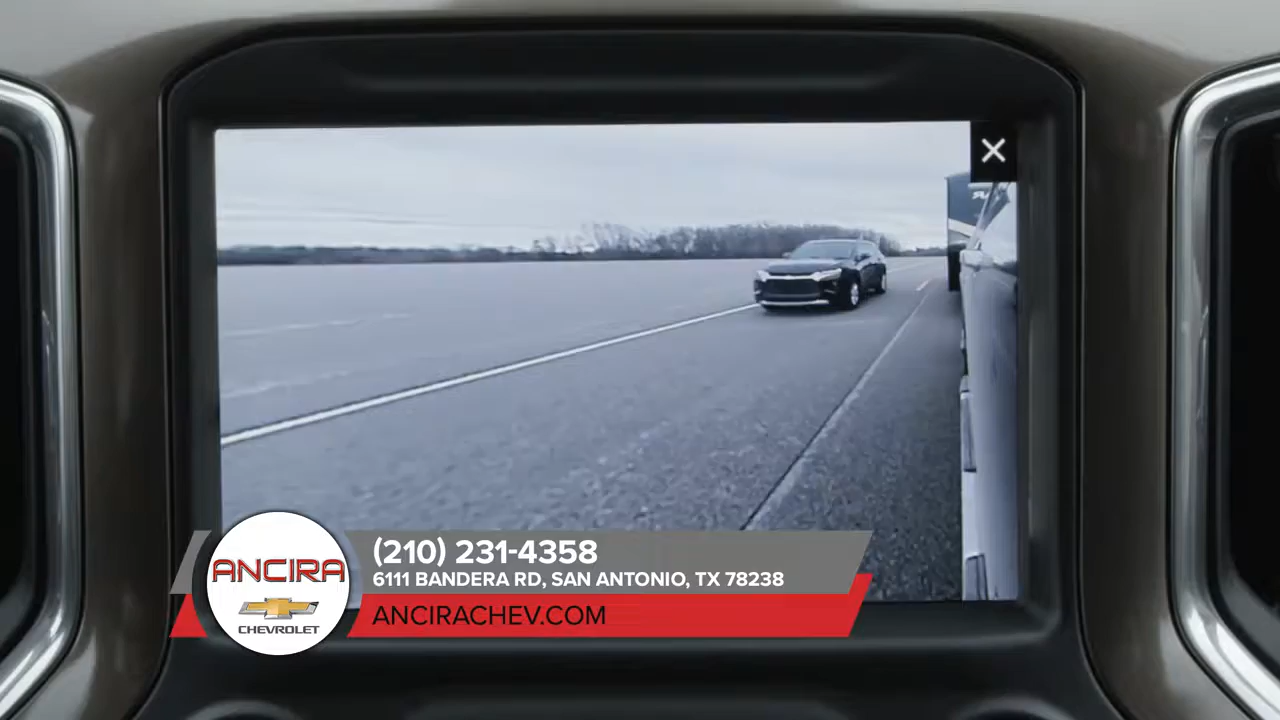 (210) 231-4358
6111 BANDERA RD, SAN ANTONIO, TX 78238
ANCIRA
CHEVROLET
ANCIRACHEV.COM